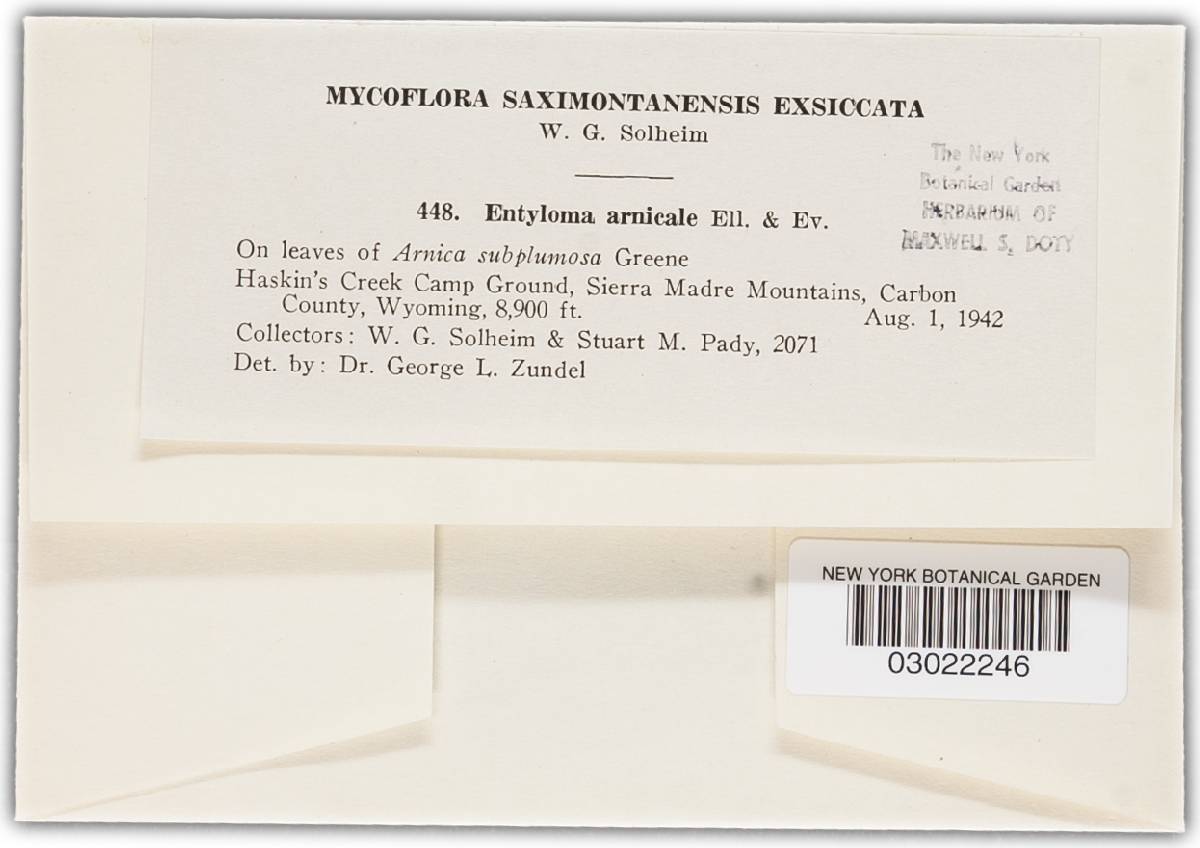 MYCOFLORA SAXIMONTANENSIS EXSICCATA
W. G. Solheim
The New York
Botanical Garden
HERBARIUM OF
MAXWELL S. DOTY
448. Entyloma arnicale Ell. & Ev.
On leaves of Arnica subplumosa Greene
Haskin's Creek Camp Ground, Sierra Madre Mountains, Carbon
County, Wyoming, 8,900 ft. Aug. 1, 1942
Collectors: W. G. Solheim & Stuart M. Pady, 2071
Det. by: Dr. George L. Zundel
NEW YORK BOTANICAL GARDEN
03022246